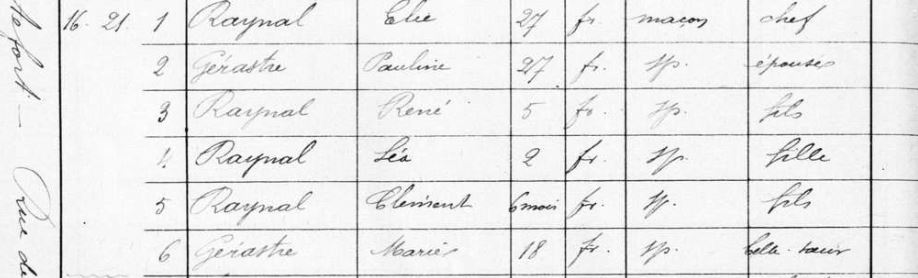 16. 21. 1 Raynal Elie 27 fr. maçon chef
2 Gérastre Pauline 27 fr. sp. épouse
3 Raynal René 5 fr. sp. fils
4 Raynal Léa 2 fr. sp. fille
5 Raynal Clément 6 mois fr. sp. fils
6 Gérastre Marie 18 fr. sp. belle-sœur
Rue de